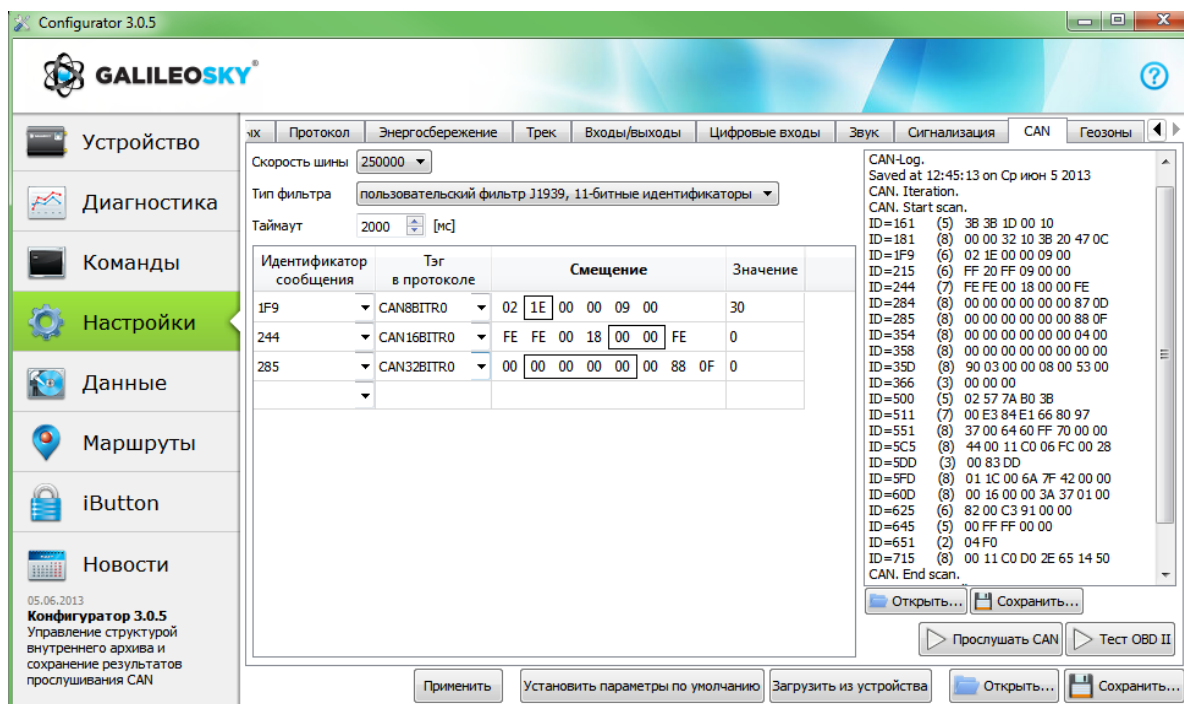 Configurator 3.0.5
GALILEOSKY®
?
Устройство
Диагностика
Команды
Настройки
Данные
Маршруты
iButton
Новости
05.06.2013
Конфигуратор 3.0.5
Управление структурой
внутреннего архива и
сохранение результатов
прослушивания CAN
ых Протокол Энергосбережение Трек Входы/выходы Цифровые входы Звук Сигнализация CAN Геозоны
Скорость шины 250000
Тип фильтра пользовательский фильтр J1939, 11-битные идентификаторы
Таймаут 2000 [мс]
Идентификатор сообщения Тэг в протоколе Смещение Значение
1F9 CAN8BITR0 02 1E 00 00 09 00 30
244 CAN16BITR0 FE FE 00 18 00 00 FE 0
285 CAN32BITR0 00 00 00 00 00 00 88 0F 0
CAN-Log.
Saved at 12:45:13 on Ср июн 5 2013
CAN. Iteration.
CAN. Start scan.
ID=161 (5) 3B 3B 1D 00 10
ID=181 (8) 00 00 32 10 3B 20 47 0C
ID=1F9 (6) 02 1E 00 00 09 00
ID=215 (6) FF 20 FF 09 00 00
ID=244 (7) FE FE 00 18 00 00 FE
ID=284 (8) 00 00 00 00 00 00 87 0D
ID=285 (8) 00 00 00 00 00 00 88 0F
ID=354 (8) 00 00 00 00 00 00 04 00
ID=358 (8) 00 00 00 00 00 00 00 00
ID=35D (8) 90 03 00 00 08 00 53 00
ID=366 (3) 00 00 00
ID=500 (5) 02 57 7A B0 3B
ID=511 (7) 00 E3 84 E1 66 80 97
ID=551 (8) 37 00 64 60 FF 70 00 00
ID=5C5 (8) 44 00 11 C0 06 FC 00 28
ID=5DD (3) 00 83 DD
ID=5FD (8) 01 1C 00 6A 7F 42 00 00
ID=60D (8) 00 16 00 00 3A 37 01 00
ID=625 (6) 82 00 C3 91 00 00
ID=645 (5) 00 FF FF 00 00
ID=651 (2) 04 F0
ID=715 (8) 00 11 C0 D0 2E 65 14 50
CAN. End scan.
Открыть... Сохранить...
Прослушать CAN Тест OBD II
Применить Установить параметры по умолчанию Загрузить из устройства Открыть... Сохранить...